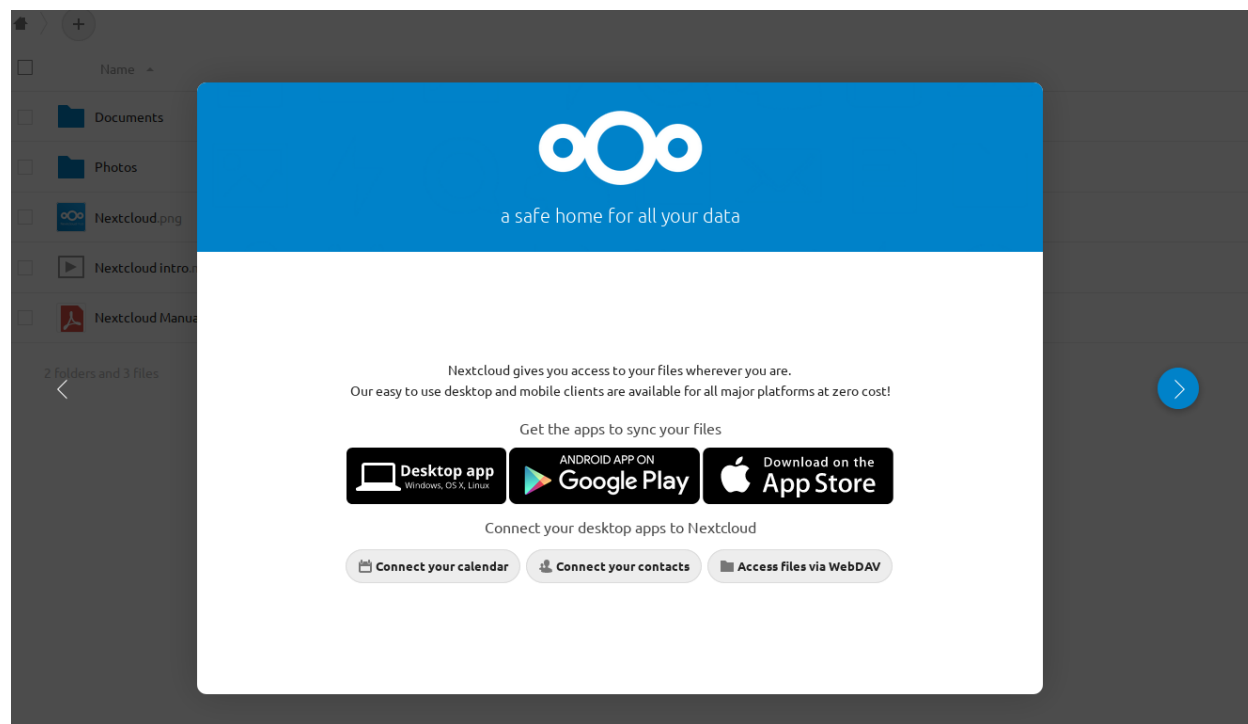 Name
Documents
Photos
Nextcloud.png
Nextcloud intro.
Nextcloud
2 folders and 3 files
a safe home for all your data
Nextcloud gives you access to your files wherever you are.
Our easy to use desktop and mobile clients are available for all major platforms at zero cost!
Get the apps to sync your files
Desktop app
Windows, OS X, Linux
ANDROID APP ON
Google Play
Download on the
App Store
Connect your desktop apps to Nextcloud
Connect your calendar
Connect your contacts
Access files via WebDAV